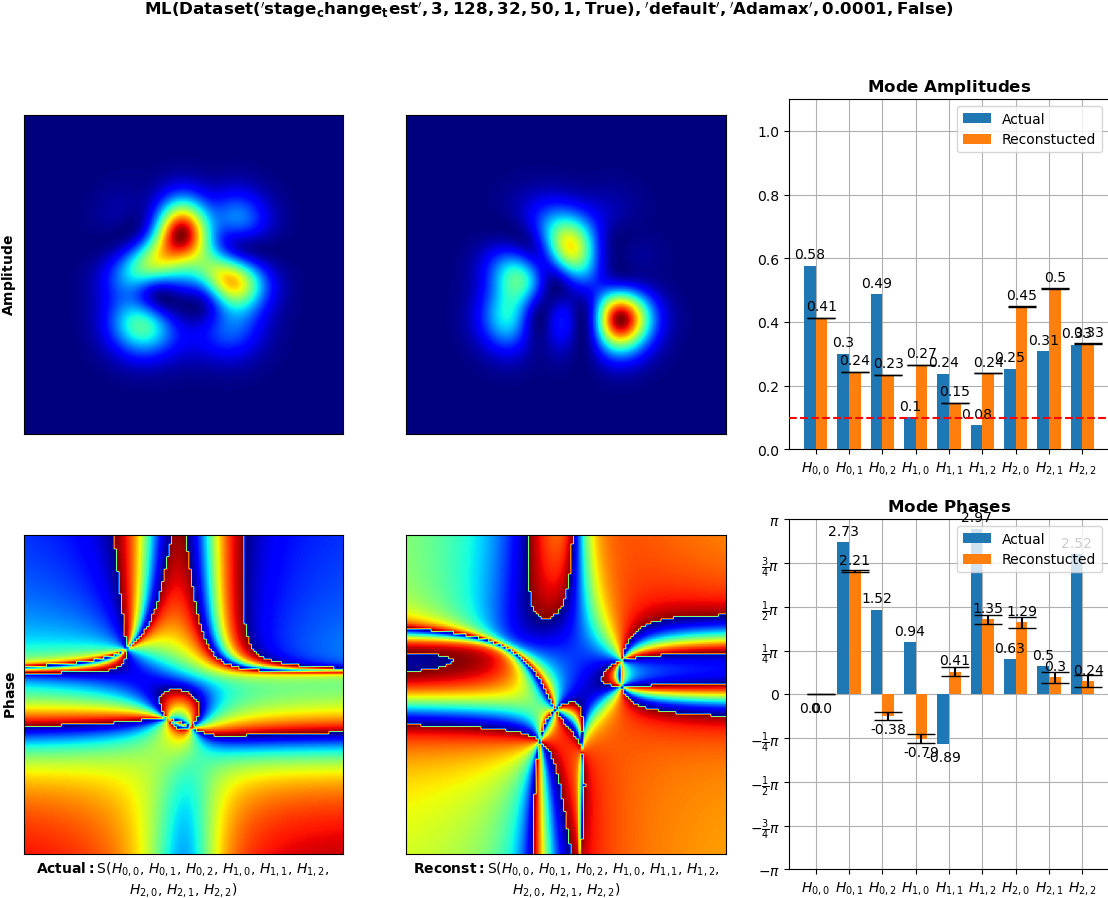 ML(Dataset('stage_change_test', 3, 128, 32, 50, 1, True), 'default', 'Adamax', 0.0001, False)
Amplitude
Mode Amplitudes
Actual
Reconstucted
1.0
0.8
0.6
0.4
0.2
0.0
0.58 0.41 0.3 0.24 0.49 0.23 0.1 0.27 0.24 0.15 0.08 0.24 0.25 0.45 0.31 0.5 0.33 0.33
H0,0 H0,1 H0,2 H1,0 H1,1 H1,2 H2,0 H2,1 H2,2
Phase
Actual: S(H0,0, H0,1, H0,2, H1,0, H1,1, H1,2,
H2,0, H2,1, H2,2)
Reconst: S(H0,0, H0,1, H0,2, H1,0, H1,1, H1,2,
H2,0, H2,1, H2,2)
Mode Phases
Actual
Reconstucted
π
3/4π
1/2π
1/4π
0
−1/4π
−1/2π
−3/4π
−π
0.0 0.0 2.73 2.21 1.52 -0.38 0.94 -0.79 -0.89 0.41 2.97 1.35 0.63 1.29 0.5 0.3 2.52 0.24
H0,0 H0,1 H0,2 H1,0 H1,1 H1,2 H2,0 H2,1 H2,2